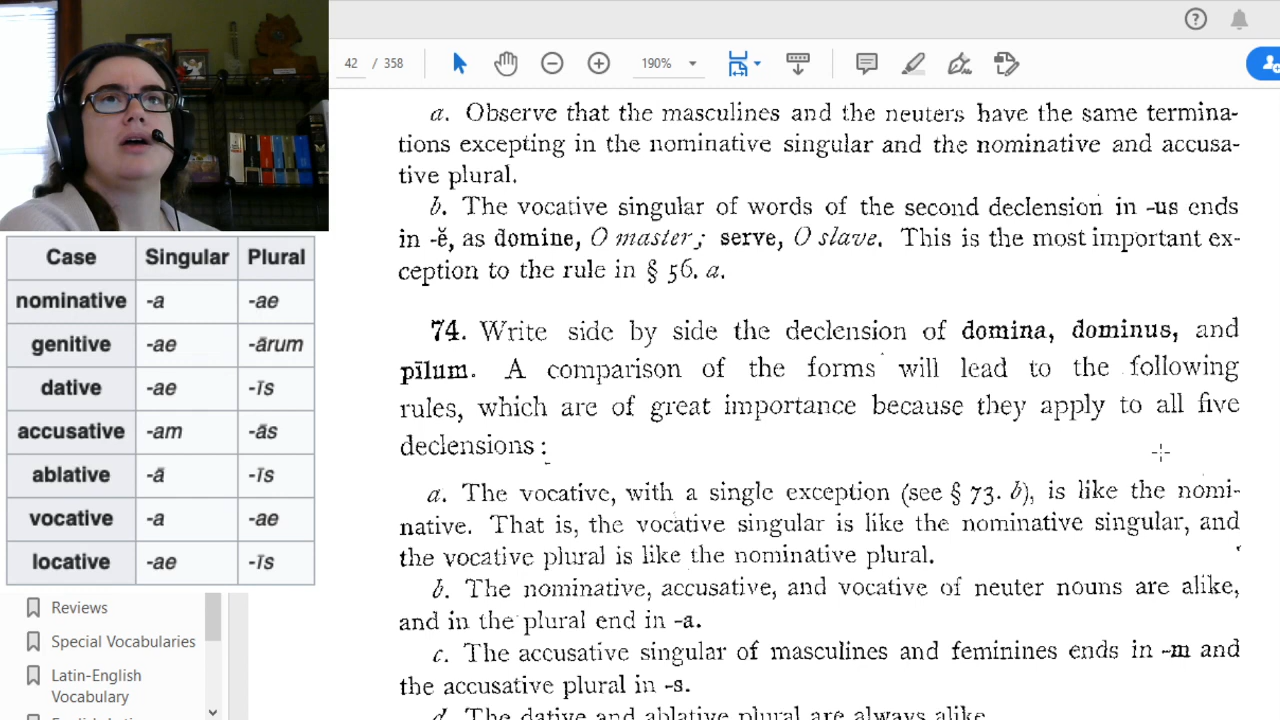 42 / 358
190%
a. Observe that the masculines and the neuters have the same termina-
tions excepting in the nominative singular and the nominative and accusa-
tive plural.
b. The vocative singular of words of the second declension in -us ends
in -ĕ, as domine, O master; serve, O slave. This is the most important ex-
ception to the rule in § 56. a.
74. Write side by side the declension of domina, dominus, and
pīlum. A comparison of the forms will lead to the following
rules, which are of great importance because they apply to all five
declensions:
a. The vocative, with a single exception (see § 73. b), is like the nomi-
native. That is, the vocative singular is like the nominative singular, and
the vocative plural is like the nominative plural.
b. The nominative, accusative, and vocative of neuter nouns are alike,
and in the plural end in -a.
c. The accusative singular of masculines and feminines ends in -m and
the accusative plural in -s.
d. The dative and ablative plural are always alike.
Case Singular Plural
nominative -a -ae
genitive -ae -ārum
dative -ae -īs
accusative -am -ās
ablative -ā -īs
vocative -a -ae
locative -ae -īs
Reviews
Special Vocabularies
Latin-English
Vocabulary